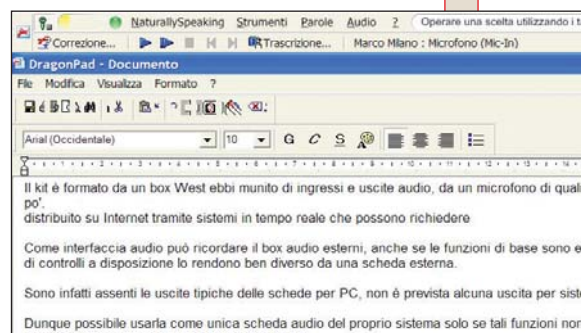 NaturallySpeaking Strumenti Parole Audio ? Operare una scelta utilizzando i
Correzione... Trascrizione... Marco Milano : Microfono (Mic-In)
DragonPad - Documento
File Modifica Visualizza Formato ?
Arial (Occidentale) 10 G C S
Il kit è formato da un box West ebbi munito di ingressi e uscite audio, da un microfono di quali
po'.
distribuito su Internet tramite sistemi in tempo reale che possono richiedere
Come interfaccia audio può ricordare il box audio esterni, anche se le funzioni di base sono e
di controlli a disposizione lo rendono ben diverso da una scheda esterna.
Sono infatti assenti le uscite tipiche delle schede per PC, non è prevista alcuna uscita per siste
Dunque possibile usarla come unica scheda audio del proprio sistema solo se tali funzioni non